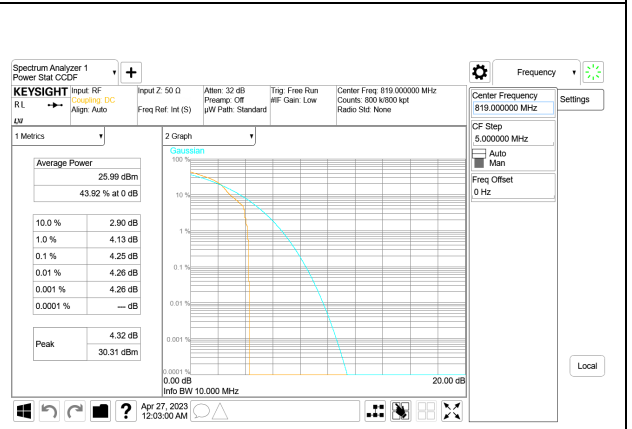 Spectrum Analyzer 1
Power Stat CCDF
Frequency
KEYSIGHT
R L
Input: RF
Coupling: DC
Align: Auto
Input Z: 50 Ω
Freq Ref: Int (S)
Atten: 32 dB
Preamp: Off
µW Path: Standard
Trig: Free Run
#IF Gain: Low
Center Freq: 819.000000 MHz
Counts: 800 k/800 kpt
Radio Std: None
LXI
1 Metrics
2 Graph
Average Power
25.99 dBm
43.92 % at 0 dB
10.0 % 2.90 dB
1.0 % 4.13 dB
0.1 % 4.25 dB
0.01 % 4.26 dB
0.001 % 4.26 dB
0.0001 % --- dB
Peak
4.32 dB
30.31 dBm
Gaussian
100 %
10 %
1 %
0.1 %
0.01 %
0.001 %
0.0001 %
0.00 dB
20.00 dB
Info BW 10.000 MHz
Center Frequency
819.000000 MHz
CF Step
5.000000 MHz
Auto
Man
Freq Offset
0 Hz
Settings
Local
?
Apr 27, 2023
12:03:00 AM